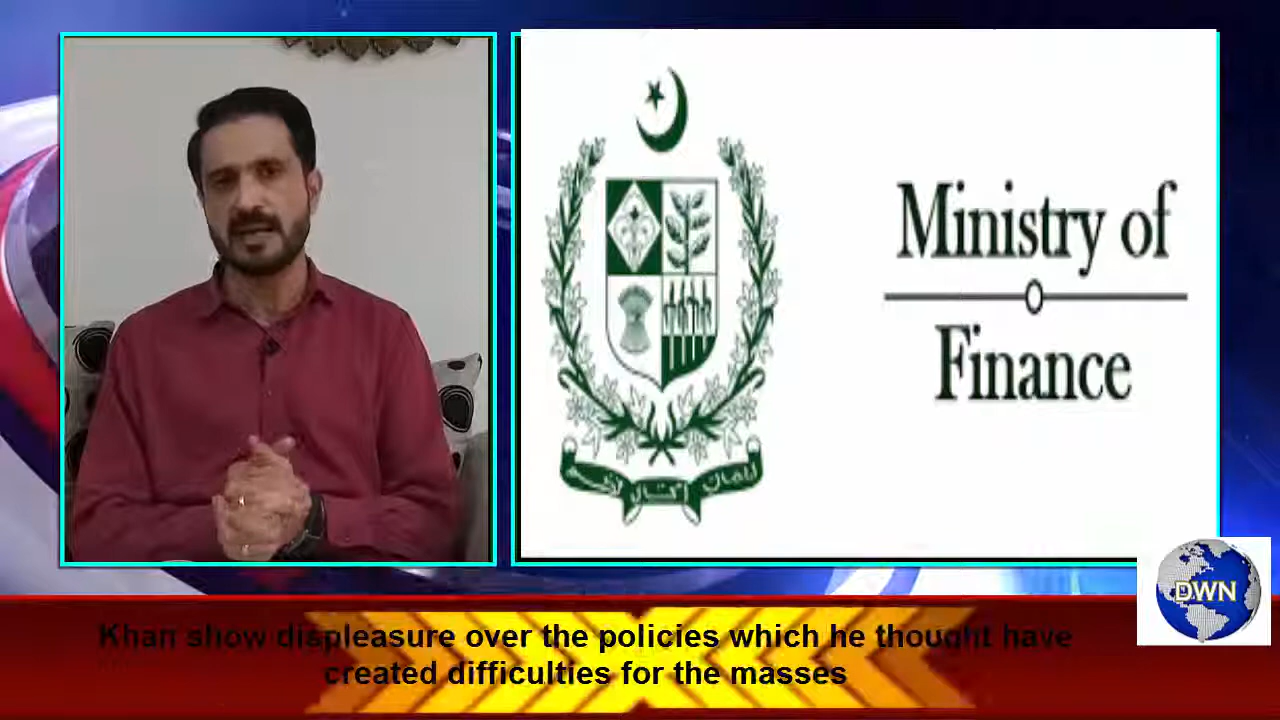 Ministry of
Finance
DWN
Khan show displeasure over the policies which he thought have
created difficulties for the masses